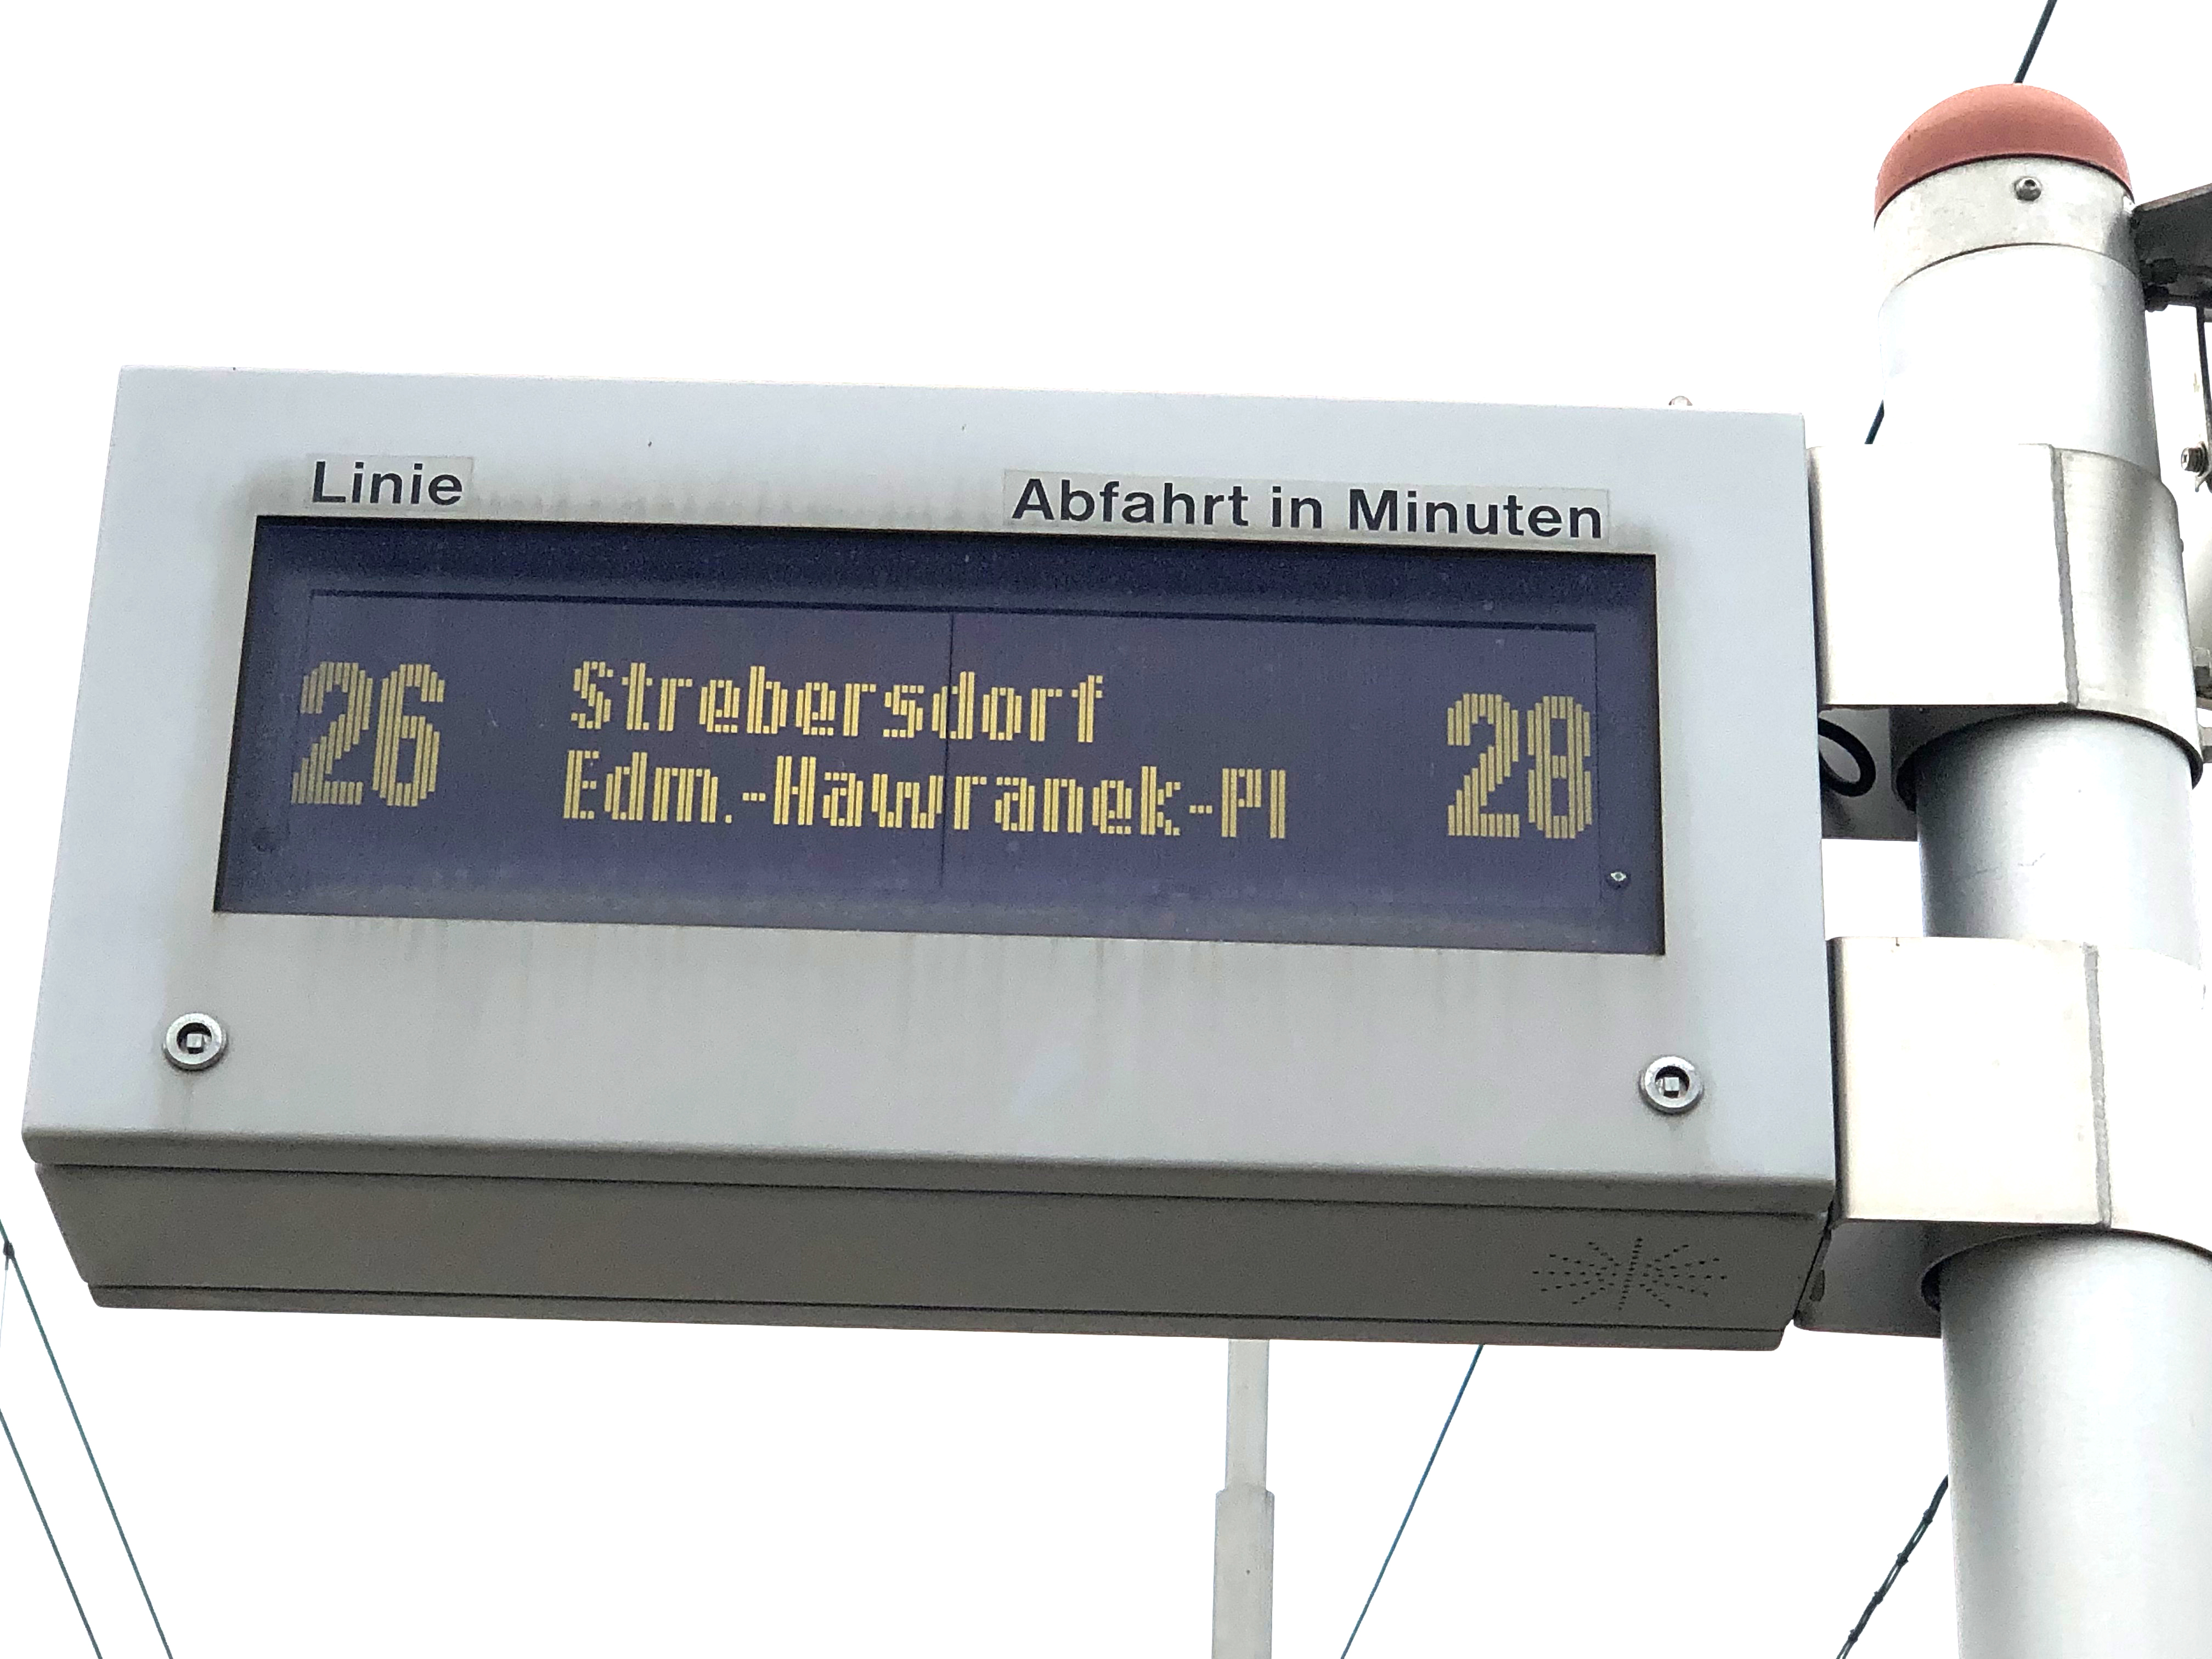 Linie Abfahrt in Minuten
26 Strebersdorf 28
Edm.-Hawranek-Pl